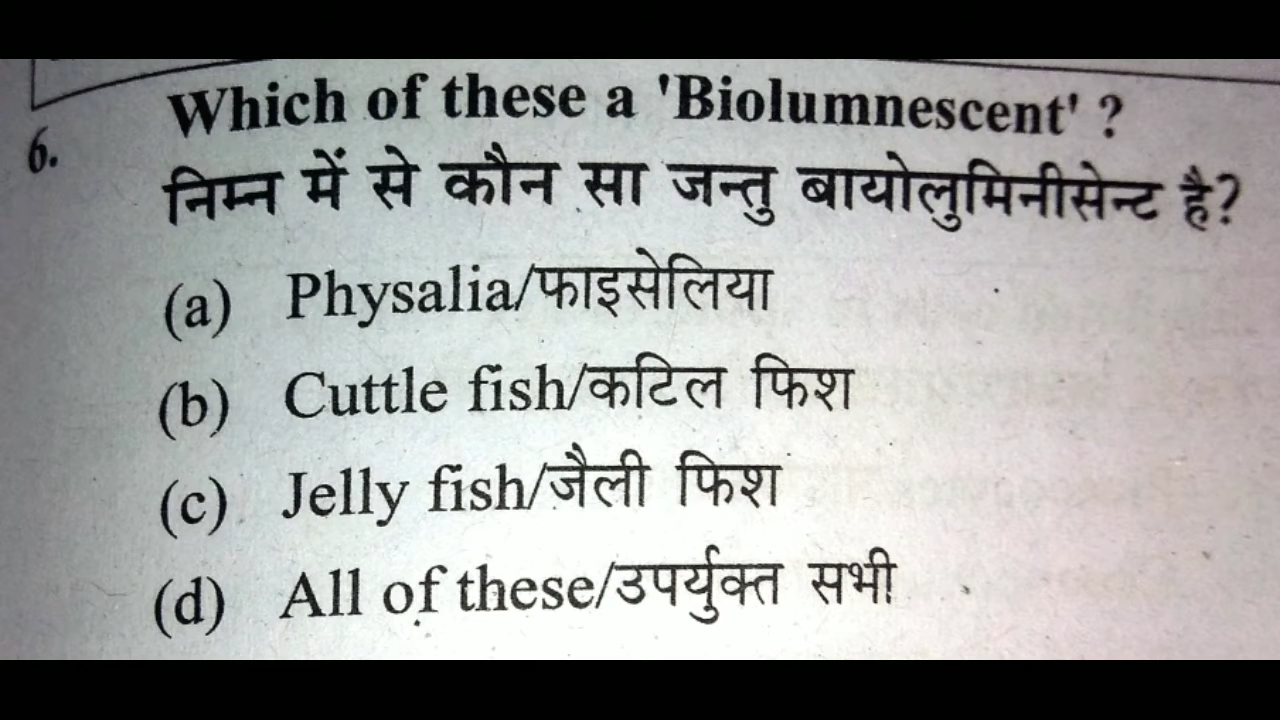 6. Which of these a 'Biolumnescent' ?
निम्न में से कौन सा जन्तु बायोलुमिनीसेन्ट है?
(a) Physalia/फाइसेलिया
(b) Cuttle fish/कटिल फिश
(c) Jelly fish/जैली फिश
(d) All of these/उपर्युक्त सभी